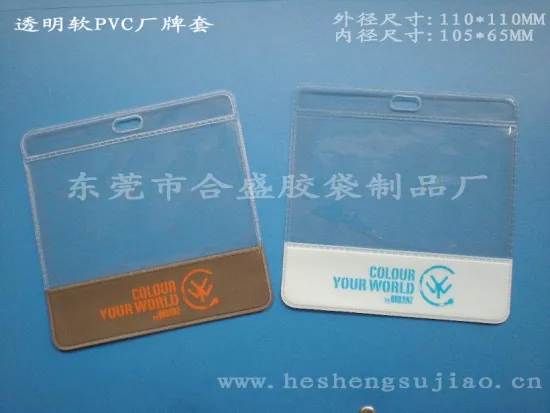 透明软PVC厂牌套
外径尺寸:110*110MM
内径尺寸:105*65MM
东莞市合盛胶袋制品厂
COLOUR
YOUR WORLD
COLOUR
YOUR WORLD
www.heshengsujiao.cn